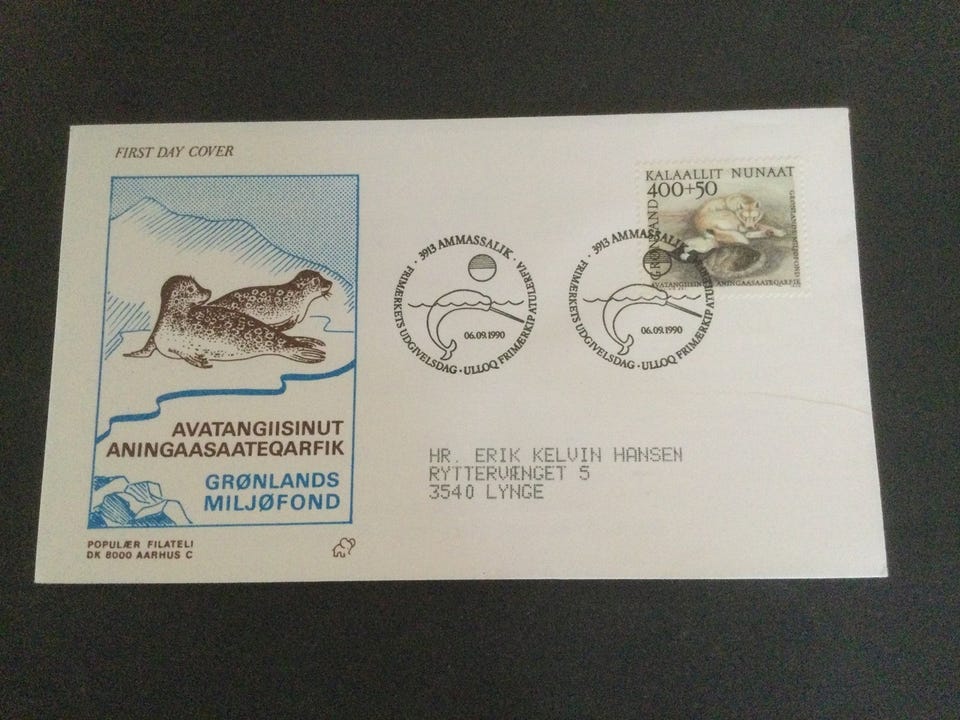 FIRST DAY COVER
AVATANGIISINUT
ANINGAASAATEQARFIK
GRØNLANDS
MILJØFOND
POPULÆR FILATELI
DK 8000 AARHUS C
· 3913 AMMASSALIK ·
FRIMÆRKETS UDGIVELSDAG · ULLOQ FRIMÆRKIP ATULERFIA
06.09.1990
· 3913 AMMASSALIK
FRIMÆRKETS UDGIVELSDAG · ULLOQ FRIMÆRKIP ATULERFIA
06.09.1990
KALAALLIT NUNAAT
400+50
GRØNLAND
GRØNLANDS MILJØFOND
AVATANGIISINUT ANINGAASAATEQARFIK
HR. ERIK KELVIN HANSEN
RYTTERVÆNGET 5
3540 LYNGE